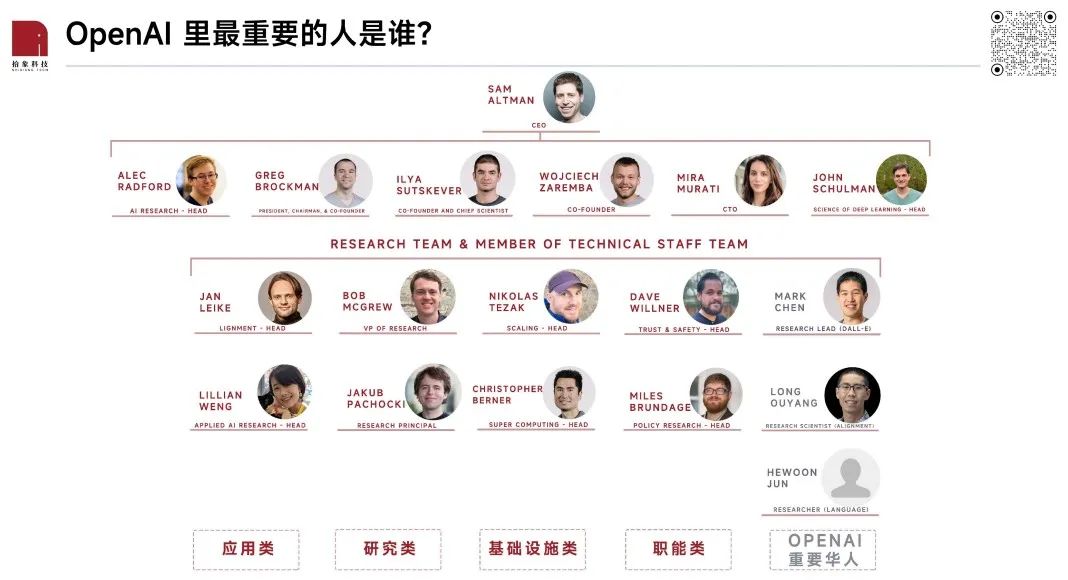 OpenAI 里最重要的人是谁?
拾象科技
SHIXIANG TECH
SAM
ALTMAN
CEO
ALEC
RADFORD
AI RESEARCH - HEAD
GREG
BROCKMAN
PRESIDENT, CHAIRMAN, & CO-FOUNDER
ILYA
SUTSKEVER
CO-FOUNDER AND CHIEF SCIENTIST
WOJCIECH
ZAREMBA
CO-FOUNDER
MIRA
MURATI
CTO
JOHN
SCHULMAN
SCIENCE OF DEEP LEARNING - HEAD
RESEARCH TEAM & MEMBER OF TECHNICAL STAFF TEAM
JAN
LEIKE
LIGNMENT - HEAD
BOB
MCGREW
VP OF RESEARCH
NIKOLAS
TEZAK
SCALING - HEAD
DAVE
WILLNER
TRUST & SAFETY - HEAD
MARK
CHEN
RESEARCH LEAD (DALL-E)
LILLIAN
WENG
APPLIED AI RESEARCH - HEAD
JAKUB
PACHOCKI
RESEARCH PRINCIPAL
CHRISTOPHER
BERNER
SUPER COMPUTING - HEAD
MILES
BRUNDAGE
POLICY RESEARCH - HEAD
LONG
OUYANG
RESEARCH SCIENTIST (ALIGNMENT)
HEWOON
JUN
RESEARCHER (LANGUAGE)
应用类
研究类
基础设施类
职能类
OPENAI
重要华人